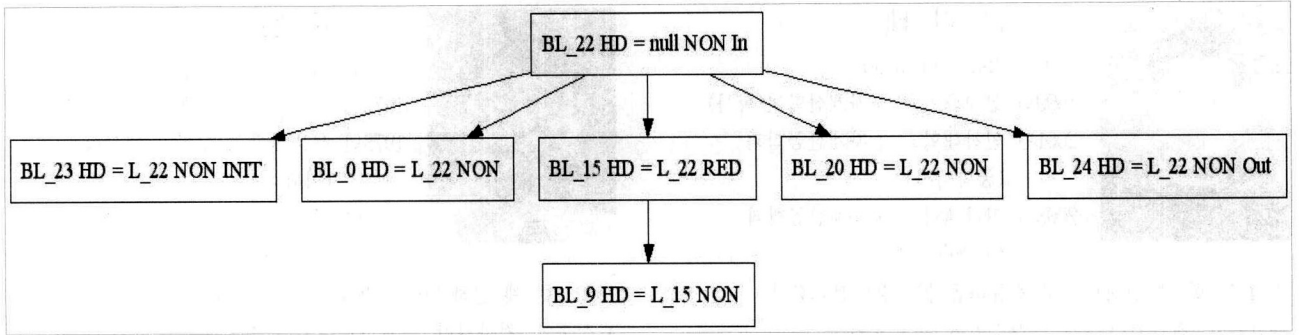 BL_22 HD = null NON In
BL_23 HD = L_22 NON INIT
BL_0 HD = L_22 NON
BL_15 HD = L_22 RED
BL_20 HD = L_22 NON
BL_24 HD = L_22 NON Out
BL_9 HD = L_15 NON